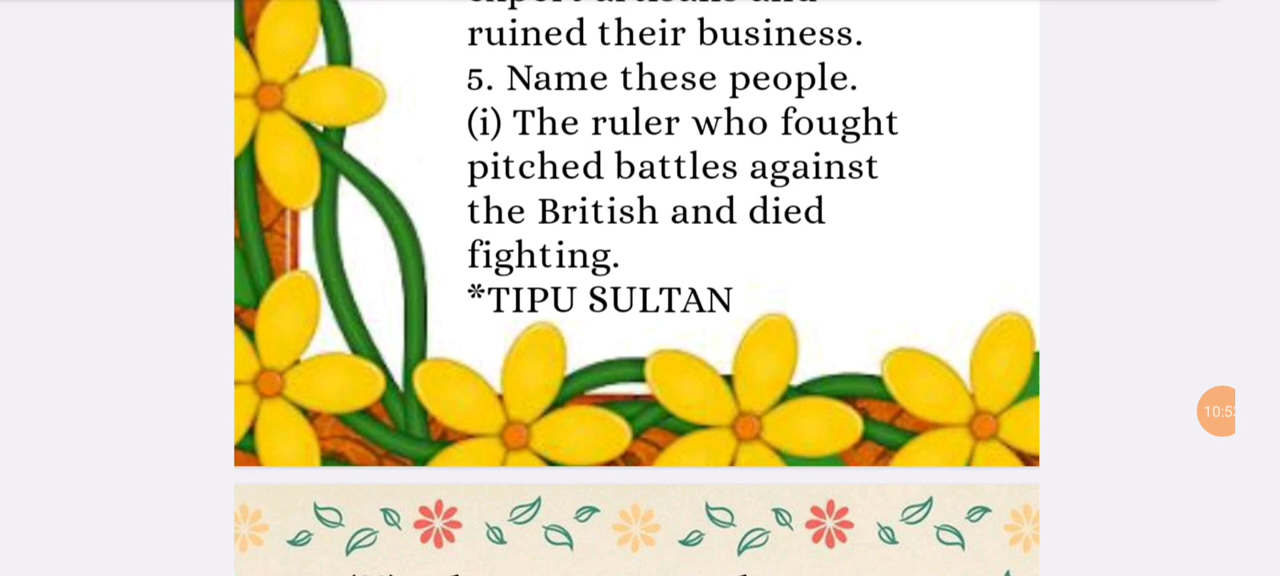 ruined their business.
5. Name these people.
(i) The ruler who fought
pitched battles against
the British and died
fighting.
*TIPU SULTAN